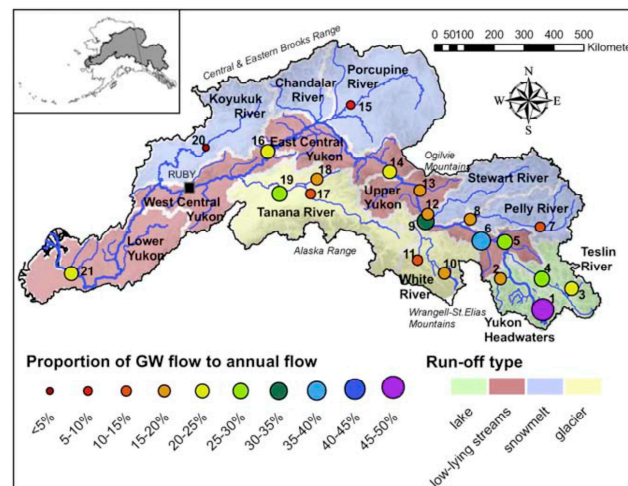 0 50100 200 300 400 500
Central & Eastern Brooks Range
Porcupine
River
Chandalar
River
Koyukuk
River
N
W E
S
15
20
16
East Central
Yukon
Ogilvie
Mountains
14
RUBY
18
19
17
13
Stewart River
West Central
Yukon
Upper
Yukon
12
8
Pelly River
Tanana River
9
6
5
7
Lower
Yukon
Alaska Range
Teslin
River
21
11
10
2
4
3
White
River
1
Wrangell-St.Elias
Mountains
Yukon
Headwaters
Proportion of GW flow to annual flow
<5%
5-10%
10-15%
15-20%
20-25%
25-30%
30-35%
35-40%
40-45%
45-50%
Run-off type
lake
low-lying streams
snowmelt
glacier